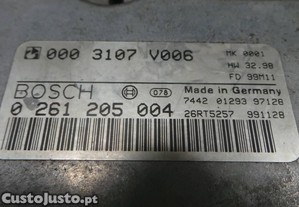 000 3107 V006 MK 0001
HW 32.98
FD 99M11
BOSCH 078 Made in Germany
7442 01293 97128
0 261 205 004 26RT5257 991128
CustoJusto.pt